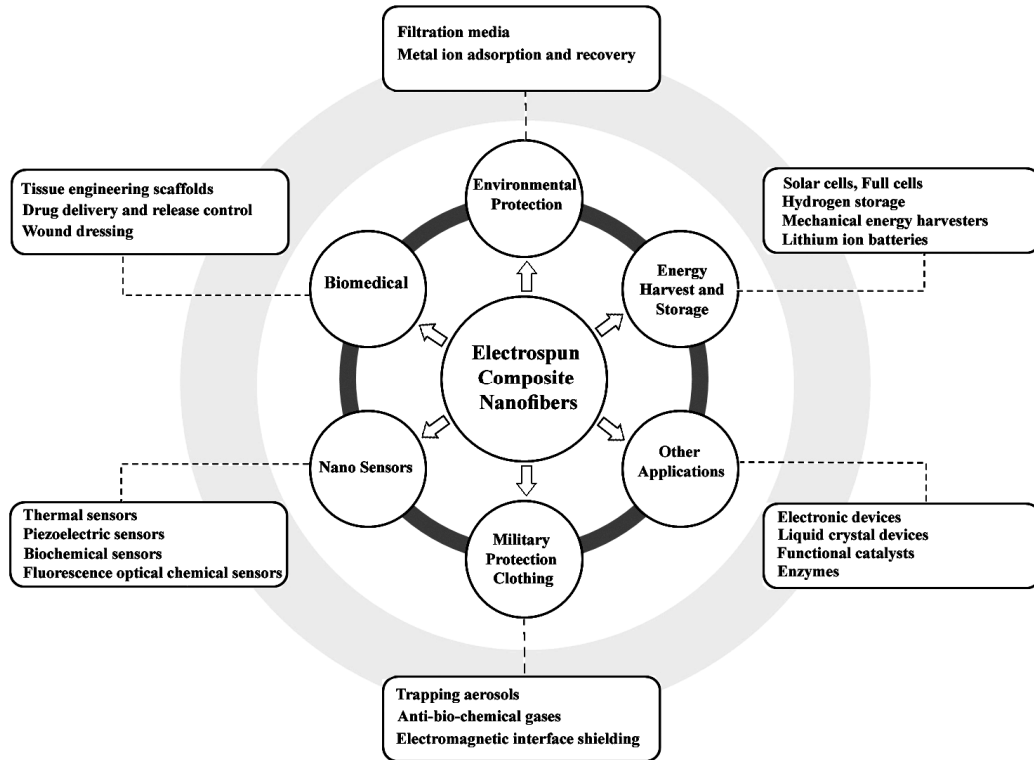 Filtration media
Metal ion adsorption and recovery
Environmental
Protection
Tissue engineering scaffolds
Drug delivery and release control
Wound dressing
Biomedical
Solar cells, Full cells
Hydrogen storage
Mechanical energy harvesters
Lithium ion batteries
Energy
Harvest and
Storage
Electrospun
Composite
Nanofibers
Nano Sensors
Thermal sensors
Piezoelectric sensors
Biochemical sensors
Fluorescence optical chemical sensors
Other
Applications
Electronic devices
Liquid crystal devices
Functional catalysts
Enzymes
Military
Protection
Clothing
Trapping aerosols
Anti-bio-chemical gases
Electromagnetic interface shielding